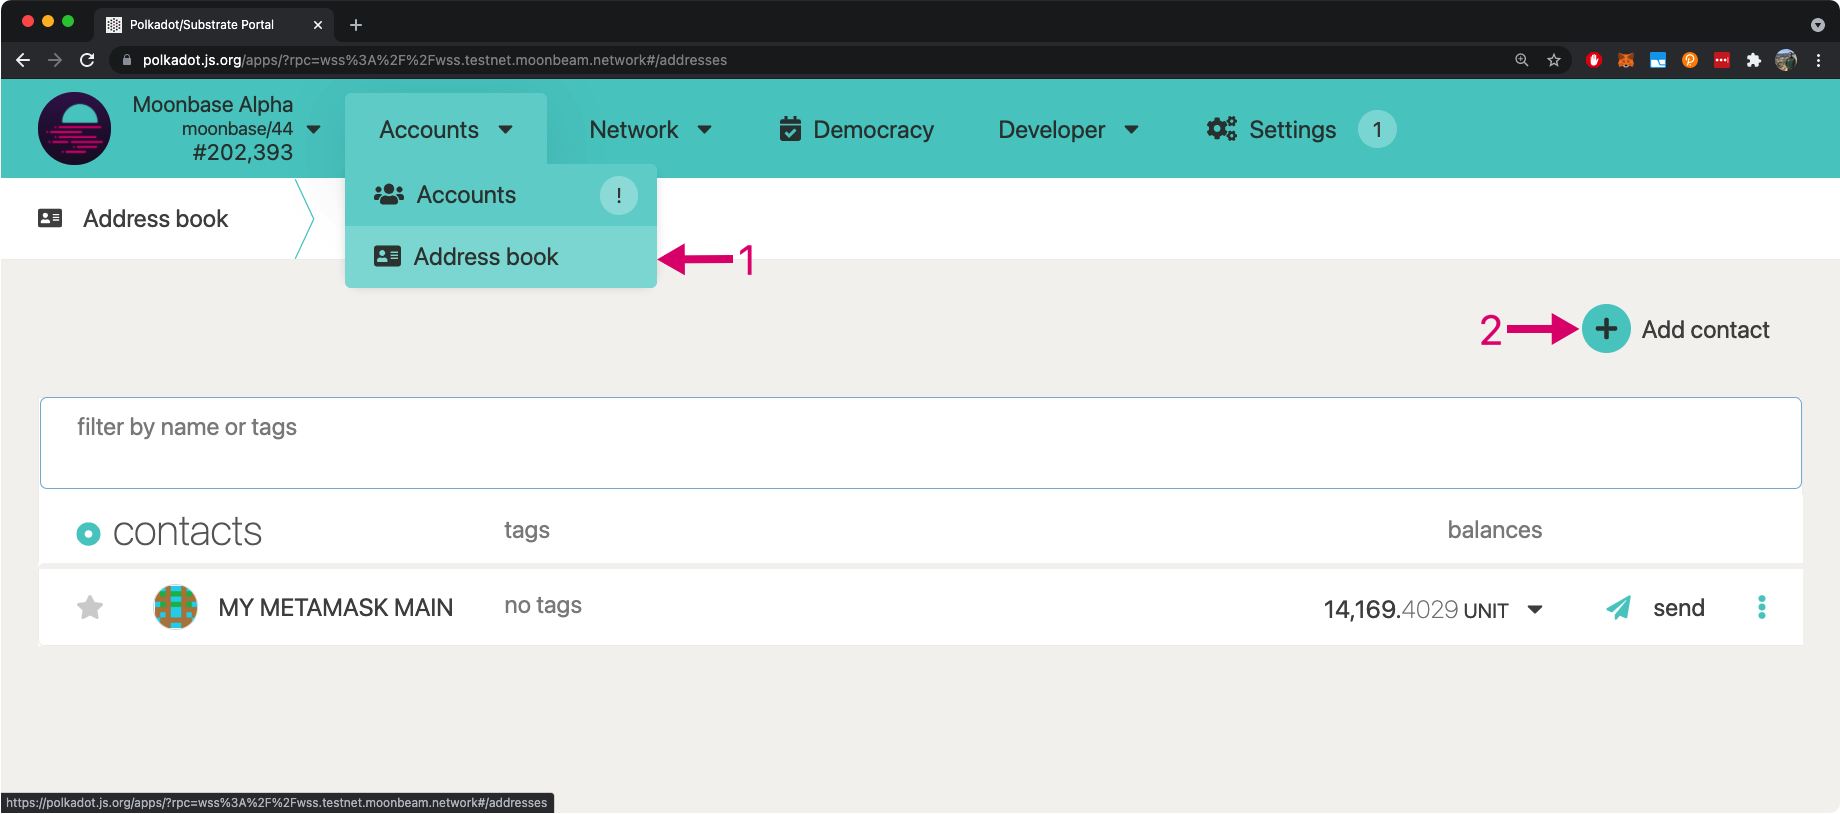 Polkadot/Substrate Portal
polkadot.js.org/apps/?rpc=wss%3A%2F%2Fwss.testnet.moonbeam.network#/addresses
Moonbase Alpha
moonbase/44
#202,393
Accounts
Network
Democracy
Developer
Settings
1
Address book
Accounts
!
Address book
1
2
Add contact
filter by name or tags
contacts
tags
balances
MY METAMASK MAIN
no tags
14,169.4029 UNIT
send
https://polkadot.js.org/apps/?rpc=wss%3A%2F%2Fwss.testnet.moonbeam.network#/addresses